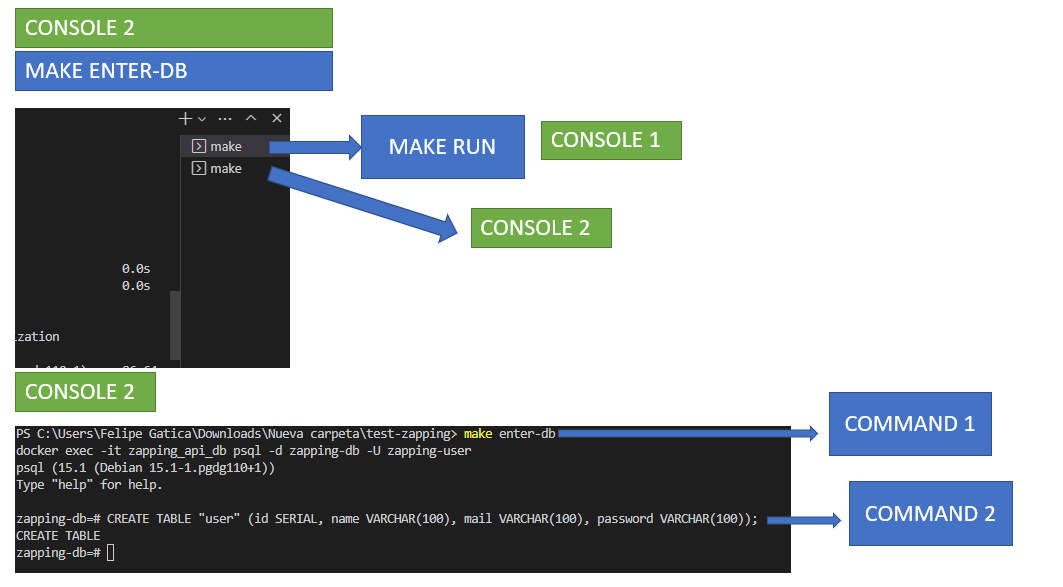 CONSOLE 2
MAKE ENTER-DB
make
MAKE RUN
CONSOLE 1
make
CONSOLE 2
0.0s
0.0s
ization
CONSOLE 2
PS C:\Users\Felipe Gatica\Downloads\Nueva carpeta\test-zapping> make enter-db
COMMAND 1
docker exec -it zapping_api_db psql -d zapping-db -U zapping-user
psql (15.1 (Debian 15.1-1.pgdg110+1))
Type "help" for help.
zapping-db=# CREATE TABLE "user" (id SERIAL, name VARCHAR(100), mail VARCHAR(100), password VARCHAR(100));
COMMAND 2
CREATE TABLE
zapping-db=#